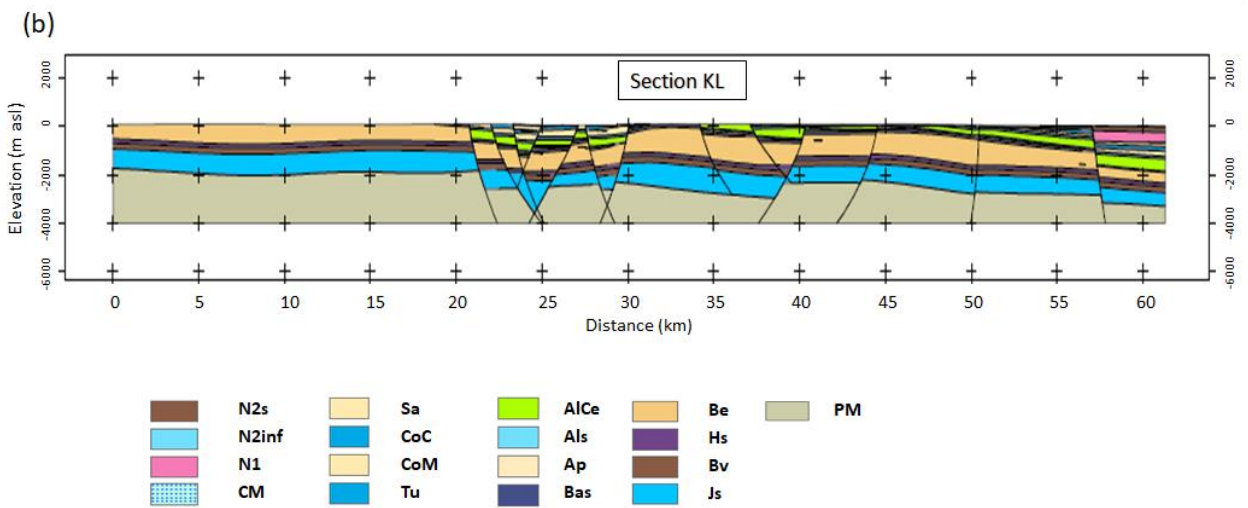 (b)
Section KL
Elevation (m asl)
2000
0
-2000
-4000
-6000
2000
0
-2000
-4000
-6000
0 5 10 15 20 25 30 35 40 45 50 55 60
Distance (km)
N2s Sa AlCe Be PM
N2inf CoC Als Hs
N1 CoM Ap Bv
CM Tu Bas Js